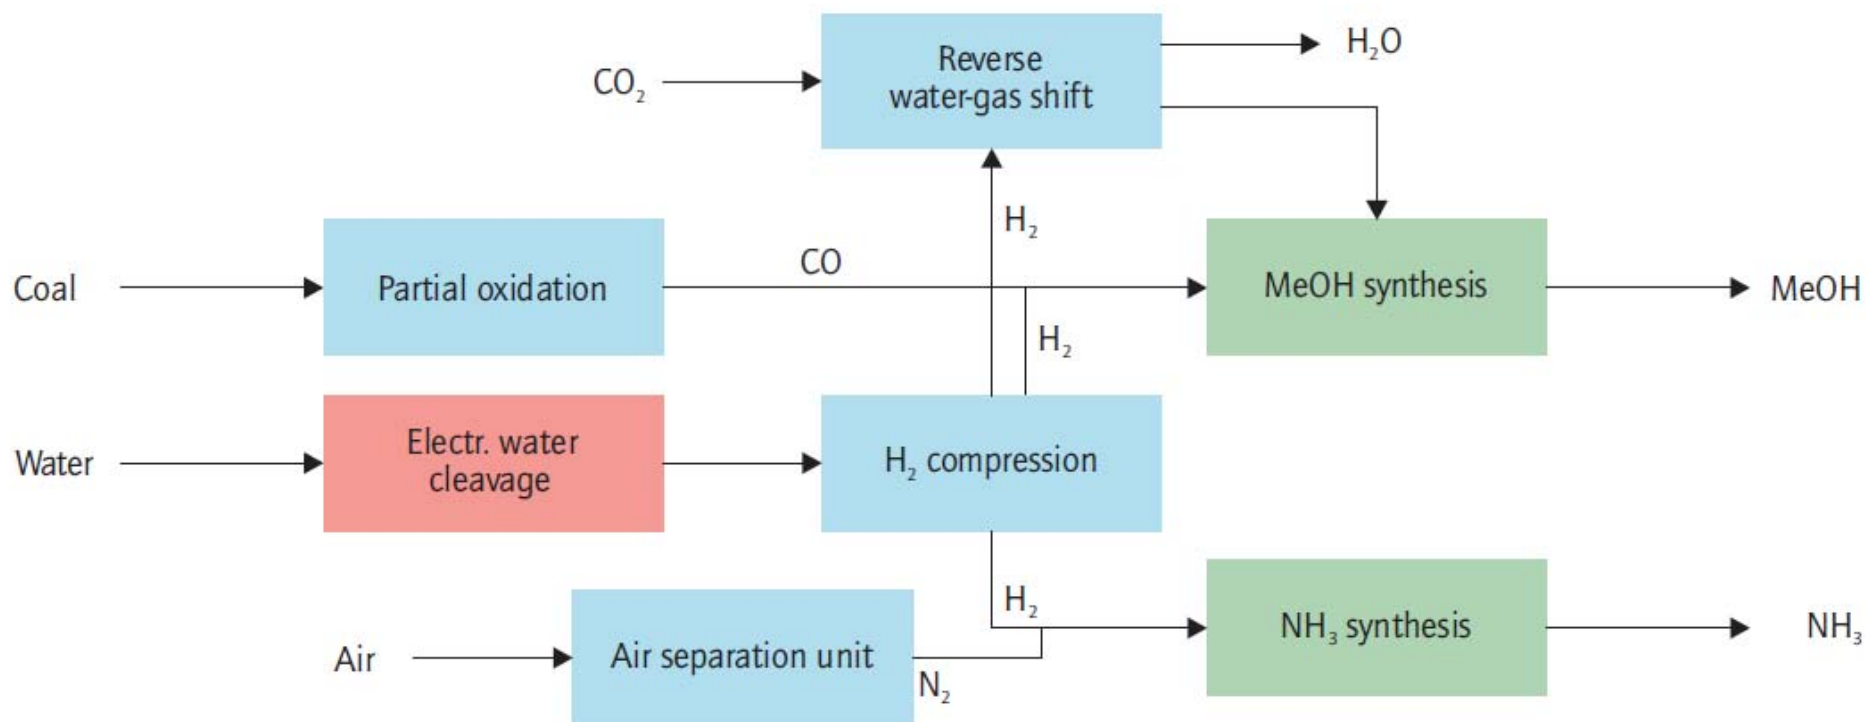 Reverse
water-gas shift
H₂O
CO₂
H₂
Coal
Partial oxidation
CO
MeOH synthesis
MeOH
H₂
Water
Electr. water
cleavage
H₂ compression
H₂
NH₃ synthesis
NH₃
Air
Air separation unit
N₂